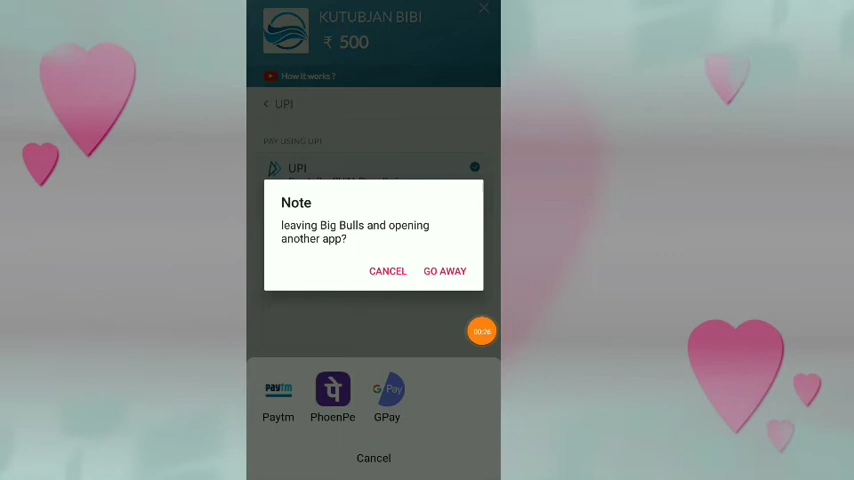 KUTUBJAN BIBI
₹ 500
How it works ?
UPI
PAY USING UPI
UPI
Note
leaving Big Bulls and opening
another app?
CANCEL GO AWAY
00:26
Paytm पे G Pay
Paytm PhoenPe GPay
Cancel